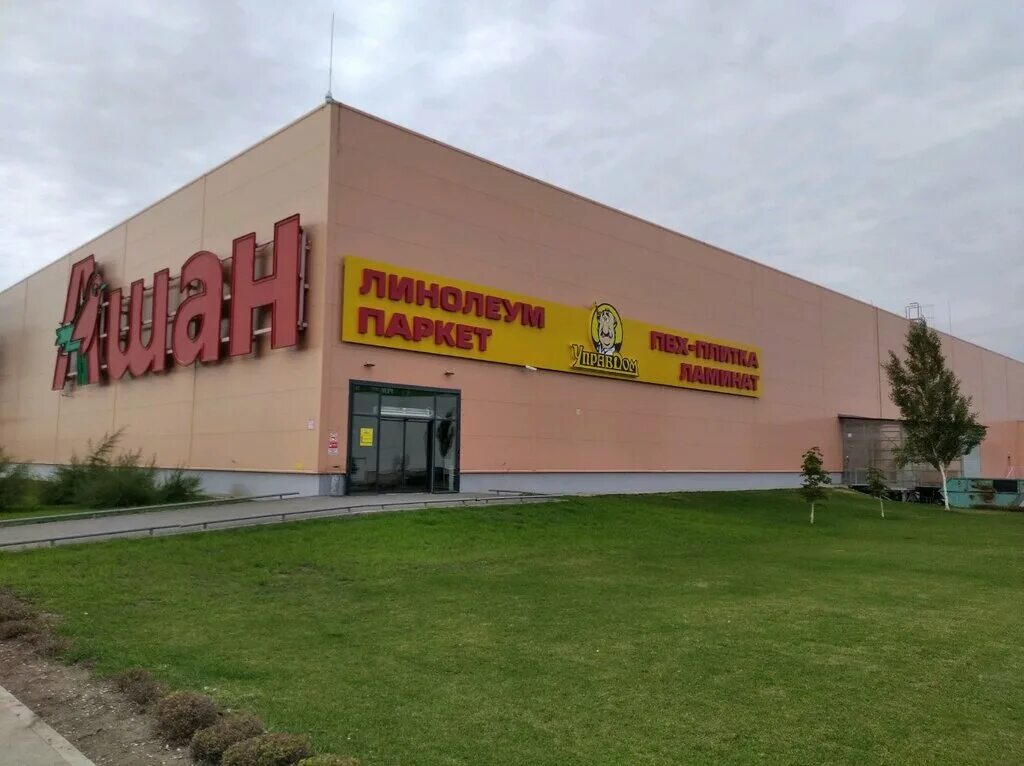 Ашан
ЛИНОЛЕУМ
ПАРКЕТ
УПРАВДОМ
ПВХ-ПЛИТКА
ЛАМИНАТ